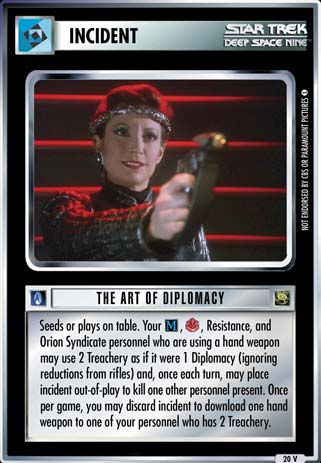 INCIDENT
STAR TREK
DEEP SPACE NINE
NOT ENDORSED BY CBS OR PARAMOUNT PICTURES
THE ART OF DIPLOMACY
Seeds or plays on table. Your M, , Resistance, and
Orion Syndicate personnel who are using a hand weapon
may use 2 Treachery as if it were 1 Diplomacy (ignoring
reductions from rifles) and, once each turn, may place
incident out-of-play to kill one other personnel present. Once
per game, you may discard incident to download one hand
weapon to one of your personnel who has 2 Treachery.
20 V